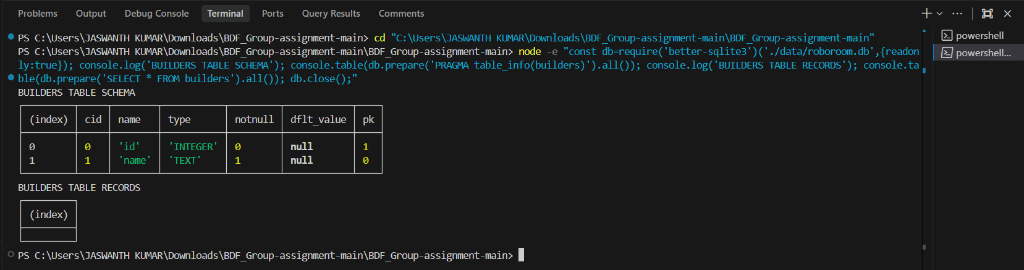 Problems Output Debug Console Terminal Ports Query Results Comments
PS C:\Users\JASWANTH KUMAR\Downloads\BDF_Group-assignment-main> cd "C:\Users\JASWANTH KUMAR\Downloads\BDF_Group-assignment-main\BDF_Group-assignment-main"
PS C:\Users\JASWANTH KUMAR\Downloads\BDF_Group-assignment-main\BDF_Group-assignment-main> node -e "const db=require('better-sqlite3')('./data/roboroom.db',{readon
ly:true}); console.log('BUILDERS TABLE SCHEMA'); console.table(db.prepare('PRAGMA table_info(builders)').all()); console.log('BUILDERS TABLE RECORDS'); console.ta
ble(db.prepare('SELECT * FROM builders').all()); db.close();"
BUILDERS TABLE SCHEMA
(index) cid name type notnull dflt_value pk
0 0 'id' 'INTEGER' 0 null 1
1 1 'name' 'TEXT' 1 null 0
BUILDERS TABLE RECORDS
(index)
PS C:\Users\JASWANTH KUMAR\Downloads\BDF_Group-assignment-main\BDF_Group-assignment-main>
powershell
powershell...